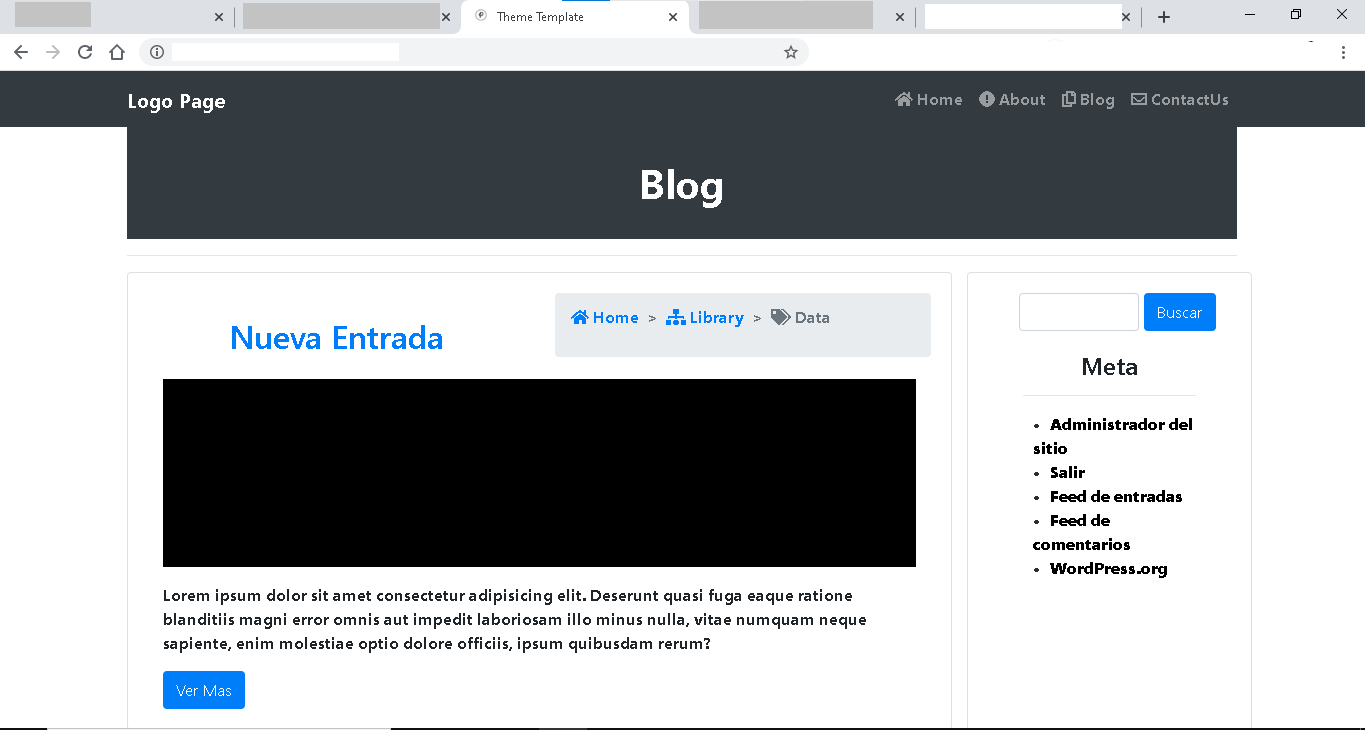 Theme Template
Logo Page
Home About Blog ContactUs
Blog
Nueva Entrada
Home > Library > Data
Lorem ipsum dolor sit amet consectetur adipisicing elit. Deserunt quasi fuga eaque ratione
blanditiis magni error omnis aut impedit laboriosam illo minus nulla, vitae numquam neque
sapiente, enim molestiae optio dolore officiis, ipsum quibusdam rerum?
Ver Mas
Buscar
Meta
• Administrador del
sitio
• Salir
• Feed de entradas
• Feed de
comentarios
• WordPress.org